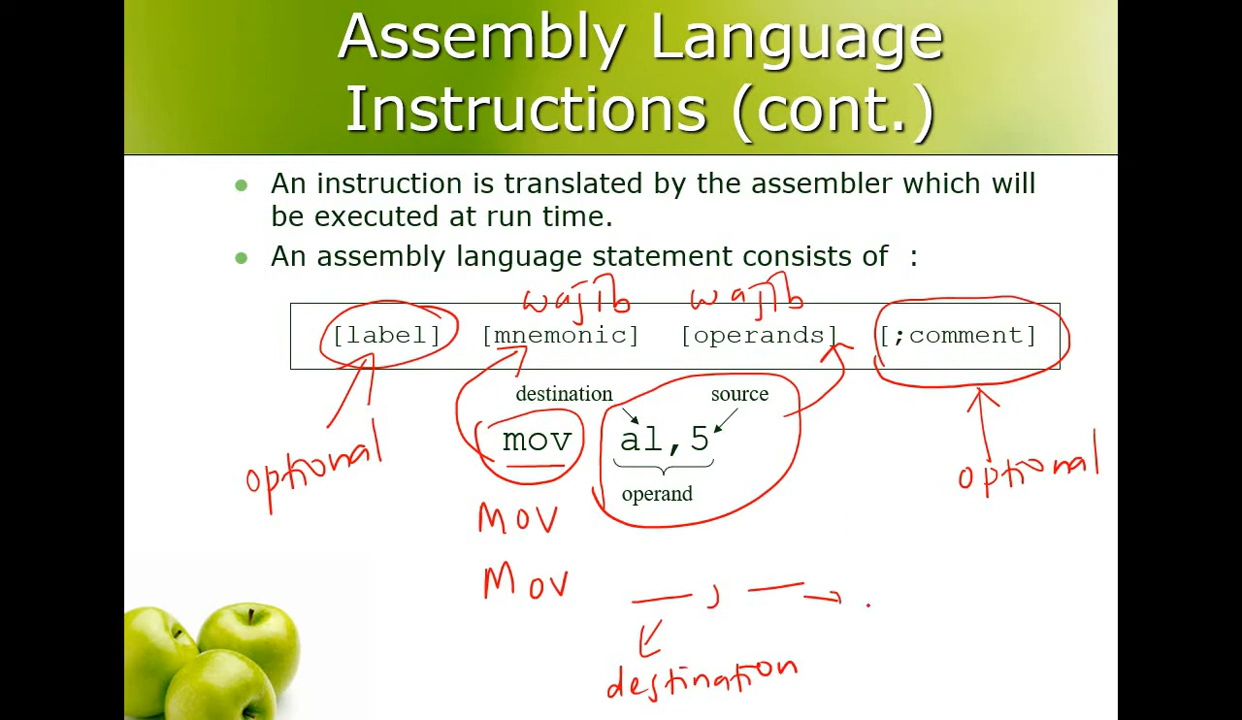 Assembly Language
Instructions (cont.)
An instruction is translated by the assembler which will
be executed at run time.
An assembly language statement consists of :
wajib wajib
[label] [mnemonic] [operands] [;comment]
destination source
mov al,5
optional optional
operand
MOV
Mov
,
destination